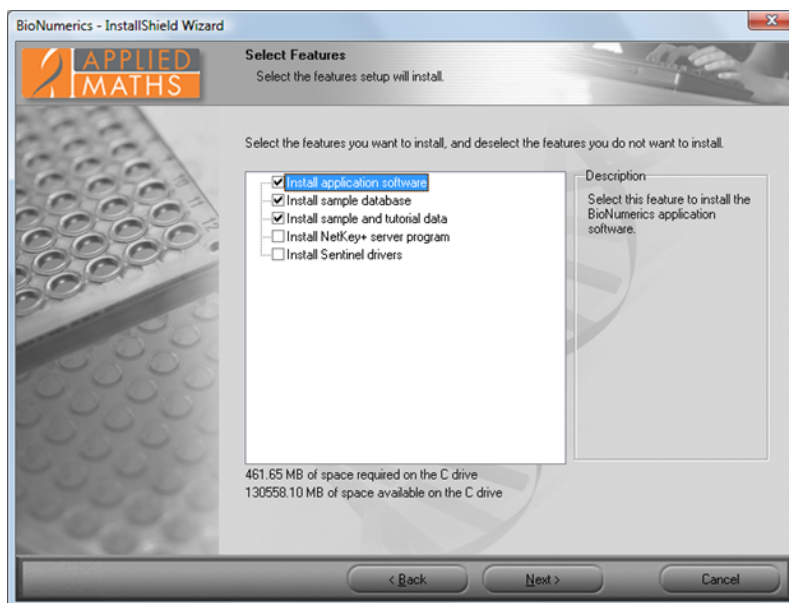 BioNumerics - InstallShield Wizard
APPLIED
MATHS
Select Features
Select the features setup will install.
Select the features you want to install, and deselect the features you do not want to install.
Install application software
Install sample database
Install sample and tutorial data
Install NetKey+ server program
Install Sentinel drivers
Description
Select this feature to install the
BioNumerics application
software.
461.65 MB of space required on the C drive
130558.10 MB of space available on the C drive
< Back
Next >
Cancel